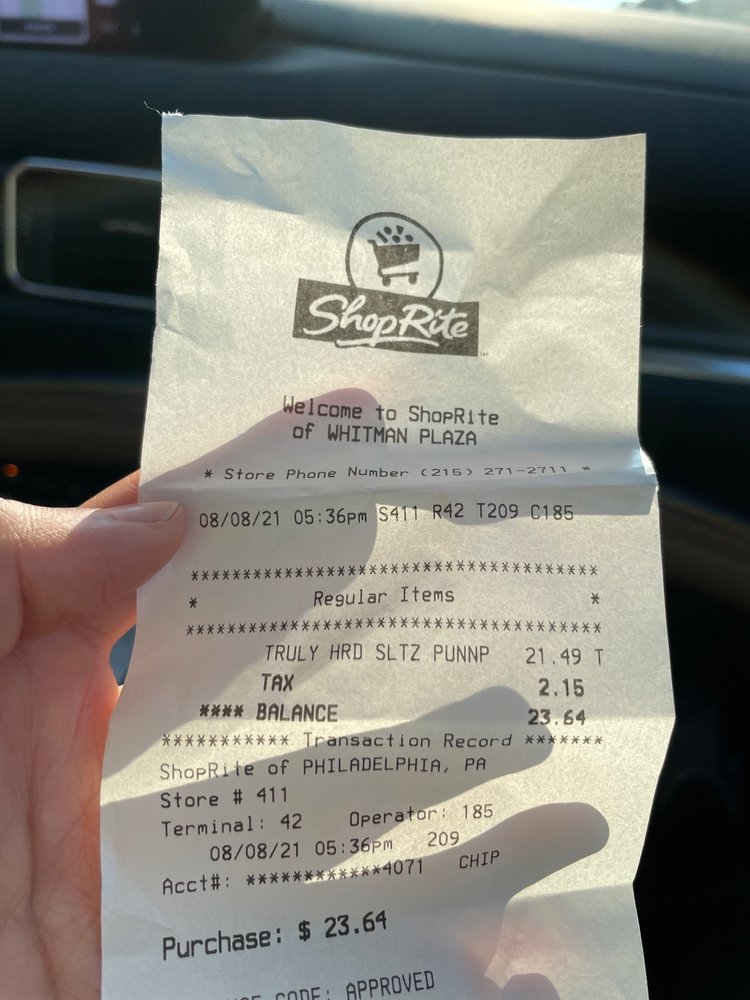 ShopRite
Welcome to ShopRite
of WHITMAN PLAZA
* Store Phone Number (215) 271-2711 *
08/08/21 05:36pm S411 R42 T209 C185
***********************************
* Regular Items *
***********************************
TRULY HRD SLTZ PUNNP 21.49 T
TAX 2.15
**** BALANCE 23.64
*********** Transaction Record *******
ShopRite of PHILADELPHIA, PA
Store # 411
Terminal: 42 Operator: 185
08/08/21 05:36pm 209
Acct#: ************4071 CHIP
Purchase: $ 23.64
CODE: APPROVED